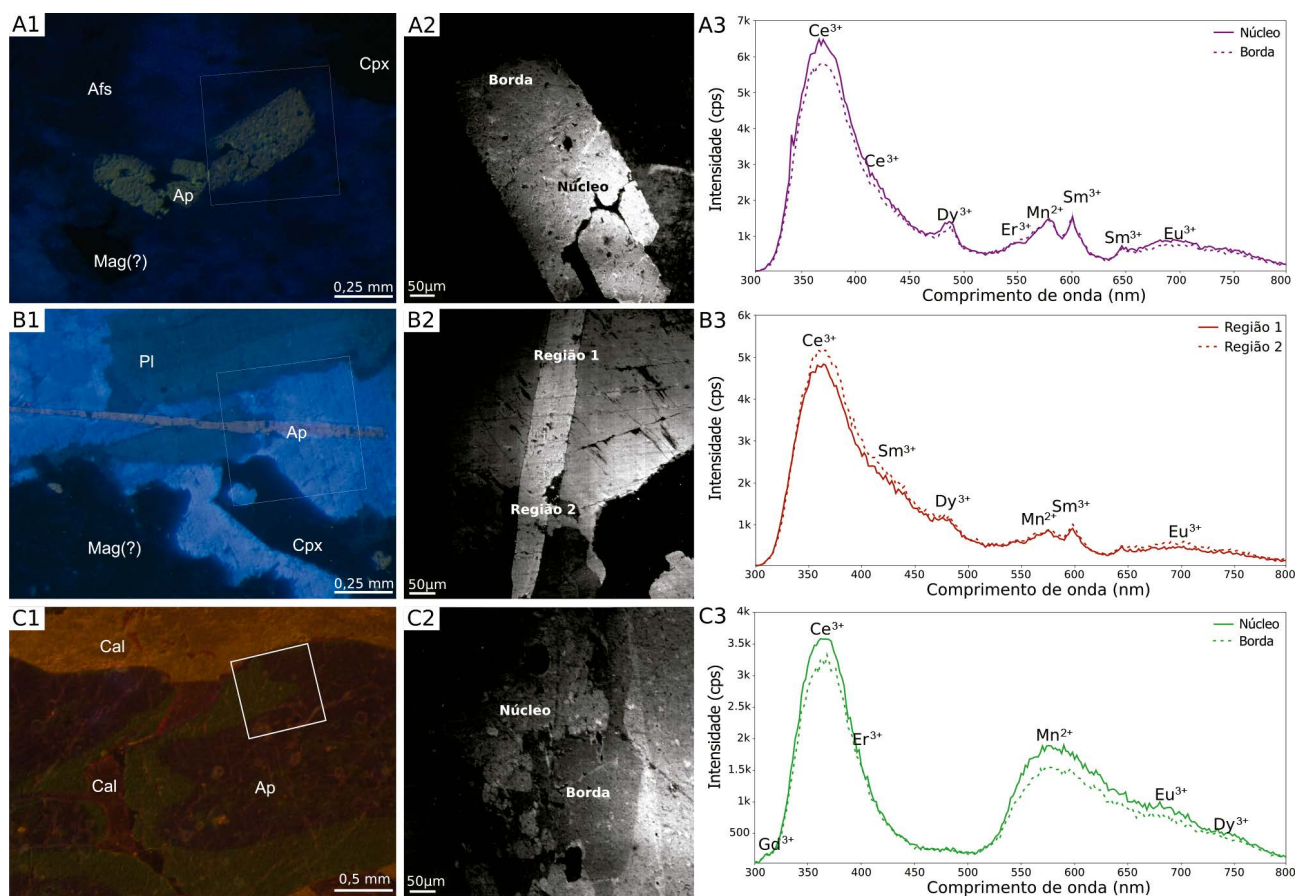 A1
Afs
Cpx
Ap
Mag(?)
0,25 mm
A2
Borda
Núcleo
50µm
A3
Núcleo
Borda
Intensidade (cps)
7k
6k
5k
4k
3k
2k
1k
Ce3+
Ce3+
Dy3+
Er3+
Mn2+
Sm3+
Sm3+
Eu3+
300 350 400 450 500 550 600 650 700 750 800
Comprimento de onda (nm)
B1
Pl
Ap
Mag(?)
Cpx
0,25 mm
B2
Região 1
Região 2
50µm
B3
Região 1
Região 2
Intensidade (cps)
6k
5k
4k
3k
2k
1k
Ce3+
Sm3+
Dy3+
Mn2+
Sm3+
Eu3+
300 350 400 450 500 550 600 650 700 750 800
Comprimento de onda (nm)
C1
Cal
Cal
Ap
0,5 mm
C2
Núcleo
Borda
50µm
C3
Núcleo
Borda
Intensidade (cps)
4k
3.5k
3k
2.5k
2k
1.5k
1k
500
Ce3+
Er3+
Gd3+
Mn2+
Eu3+
Dy3+
300 350 400 450 500 550 600 650 700 750 800
Comprimento de onda (nm)